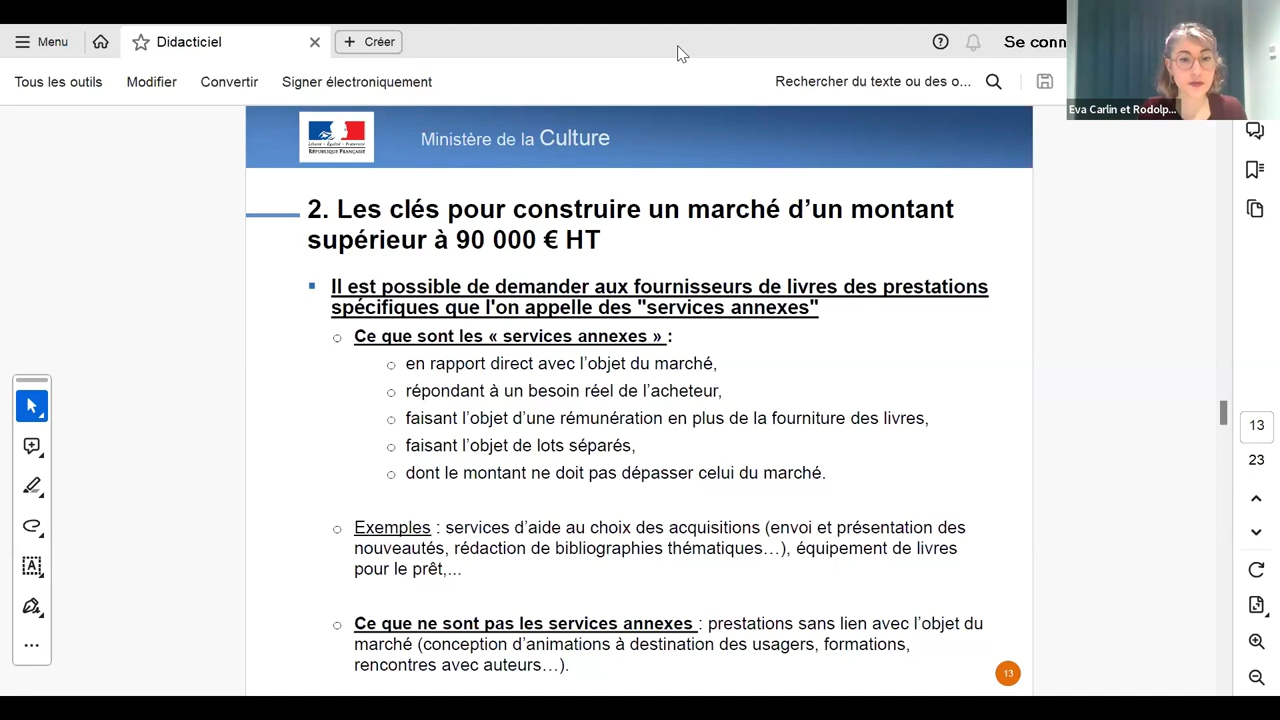 Menu
Didacticiel
Créer
Se conn
Tous les outils
Modifier
Convertir
Signer électroniquement
Rechercher du texte ou des o...
Eva Carlin et Rodolp...
RÉPUBLIQUE FRANÇAISE
Ministère de la Culture
2. Les clés pour construire un marché d’un montant
supérieur à 90 000 € HT
Il est possible de demander aux fournisseurs de livres des prestations
spécifiques que l'on appelle des "services annexes"
Ce que sont les « services annexes » :
en rapport direct avec l’objet du marché,
répondant à un besoin réel de l’acheteur,
faisant l’objet d’une rémunération en plus de la fourniture des livres,
faisant l’objet de lots séparés,
dont le montant ne doit pas dépasser celui du marché.
Exemples : services d’aide au choix des acquisitions (envoi et présentation des
nouveautés, rédaction de bibliographies thématiques…), équipement de livres
pour le prêt,...
Ce que ne sont pas les services annexes : prestations sans lien avec l’objet du
marché (conception d’animations à destination des usagers, formations,
rencontres avec auteurs…).
13
13
23